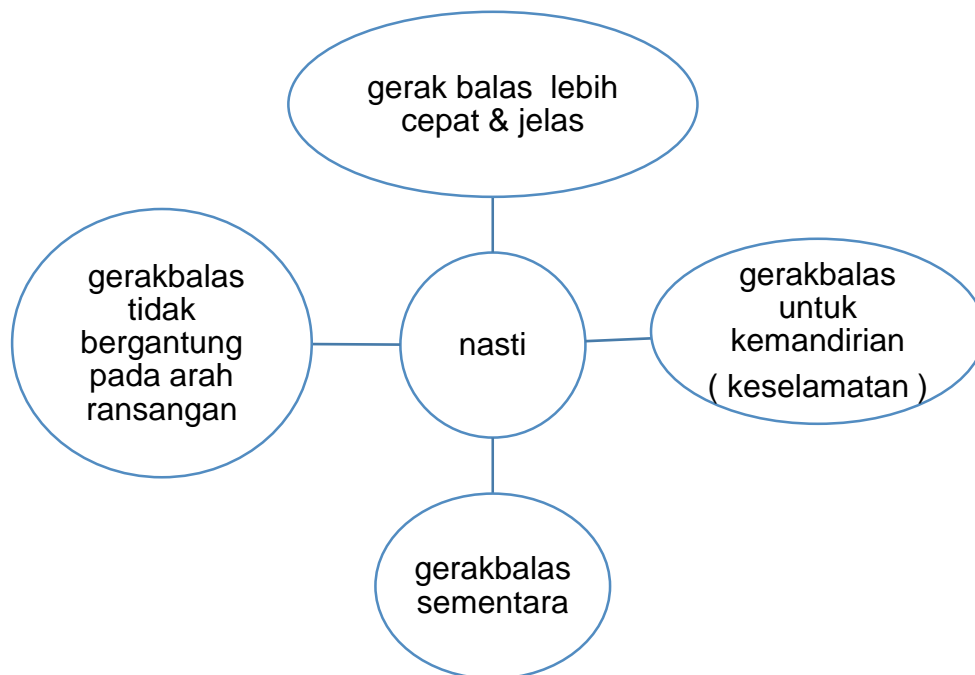 gerak balas lebih
cepat & jelas
gerakbalas
tidak
bergantung
pada arah
ransangan
nasti
gerakbalas
untuk
kemandirian
( keselamatan )
gerakbalas
sementara